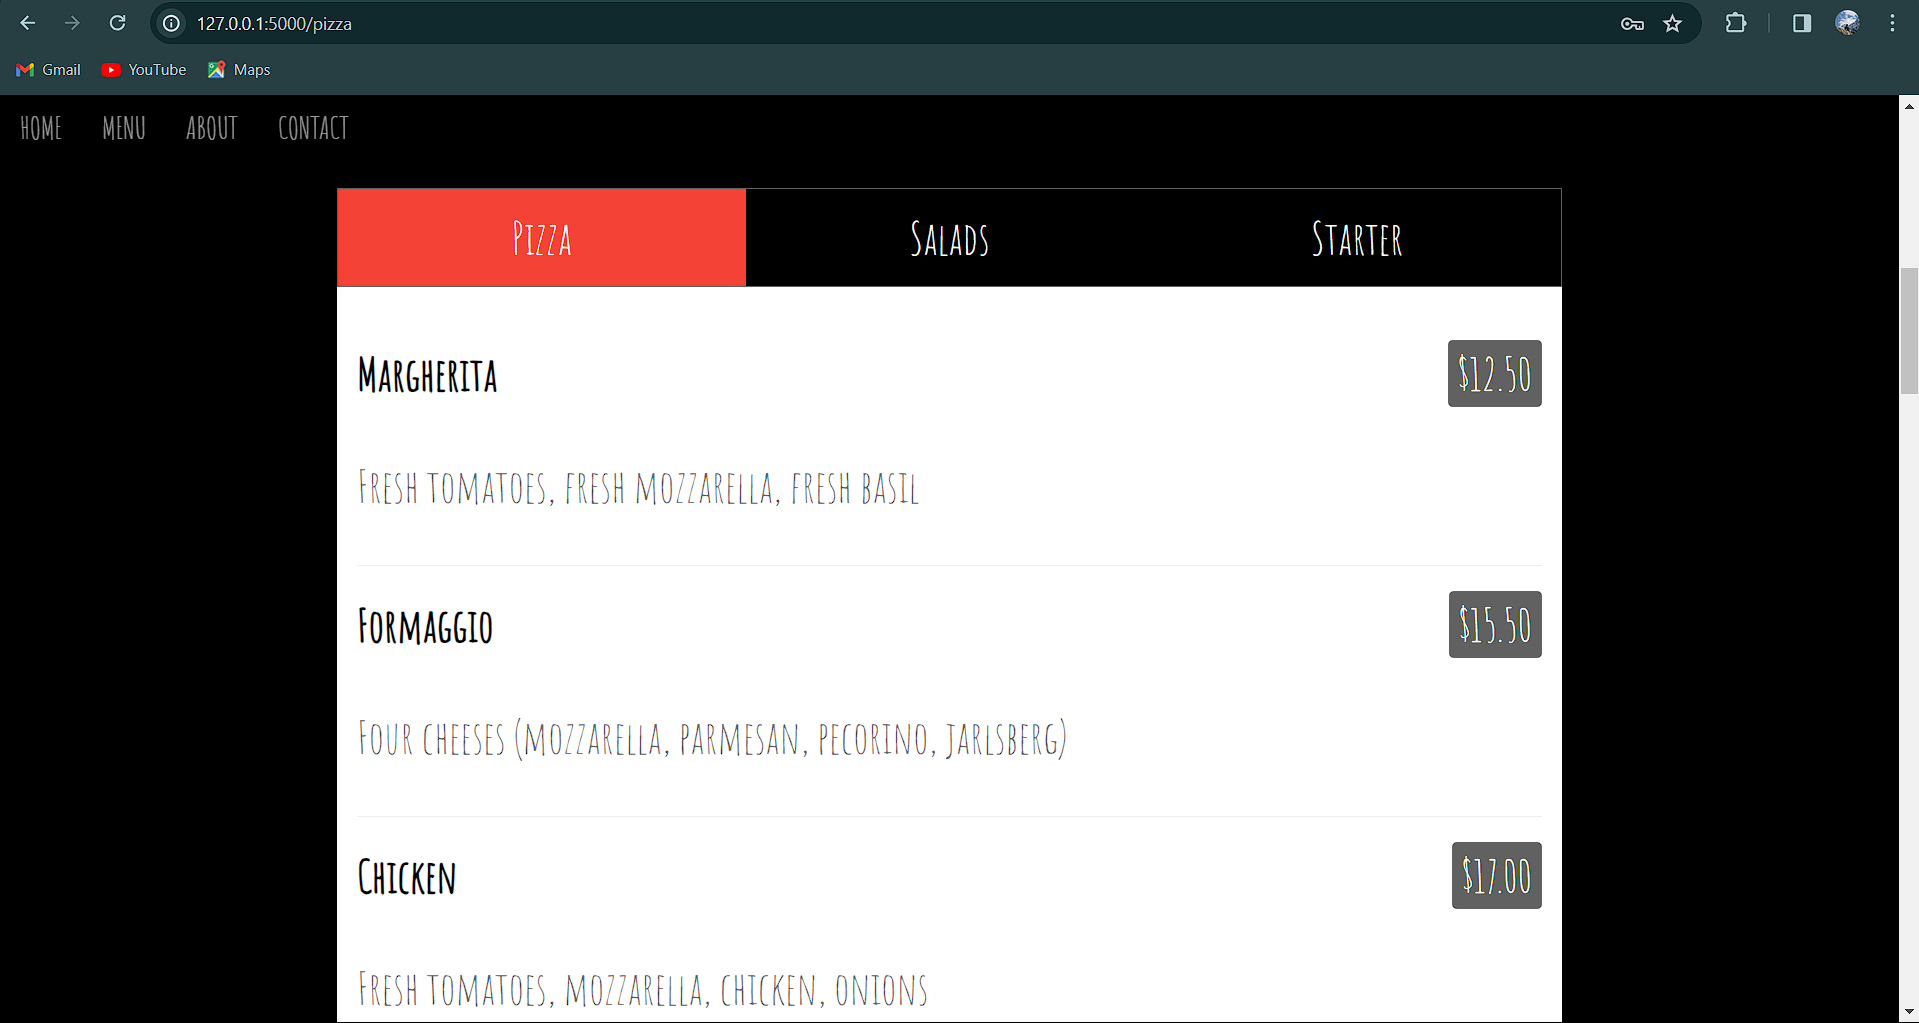 127.0.0.1:5000/pizza
Gmail YouTube Maps
HOME MENU ABOUT CONTACT
Pizza Salads Starter
Margherita $12.50
Fresh tomatoes, fresh mozzarella, fresh basil
Formaggio $15.50
Four cheeses (mozzarella, parmesan, pecorino, jarlsberg)
Chicken $17.00
Fresh tomatoes, mozzarella, chicken, onions